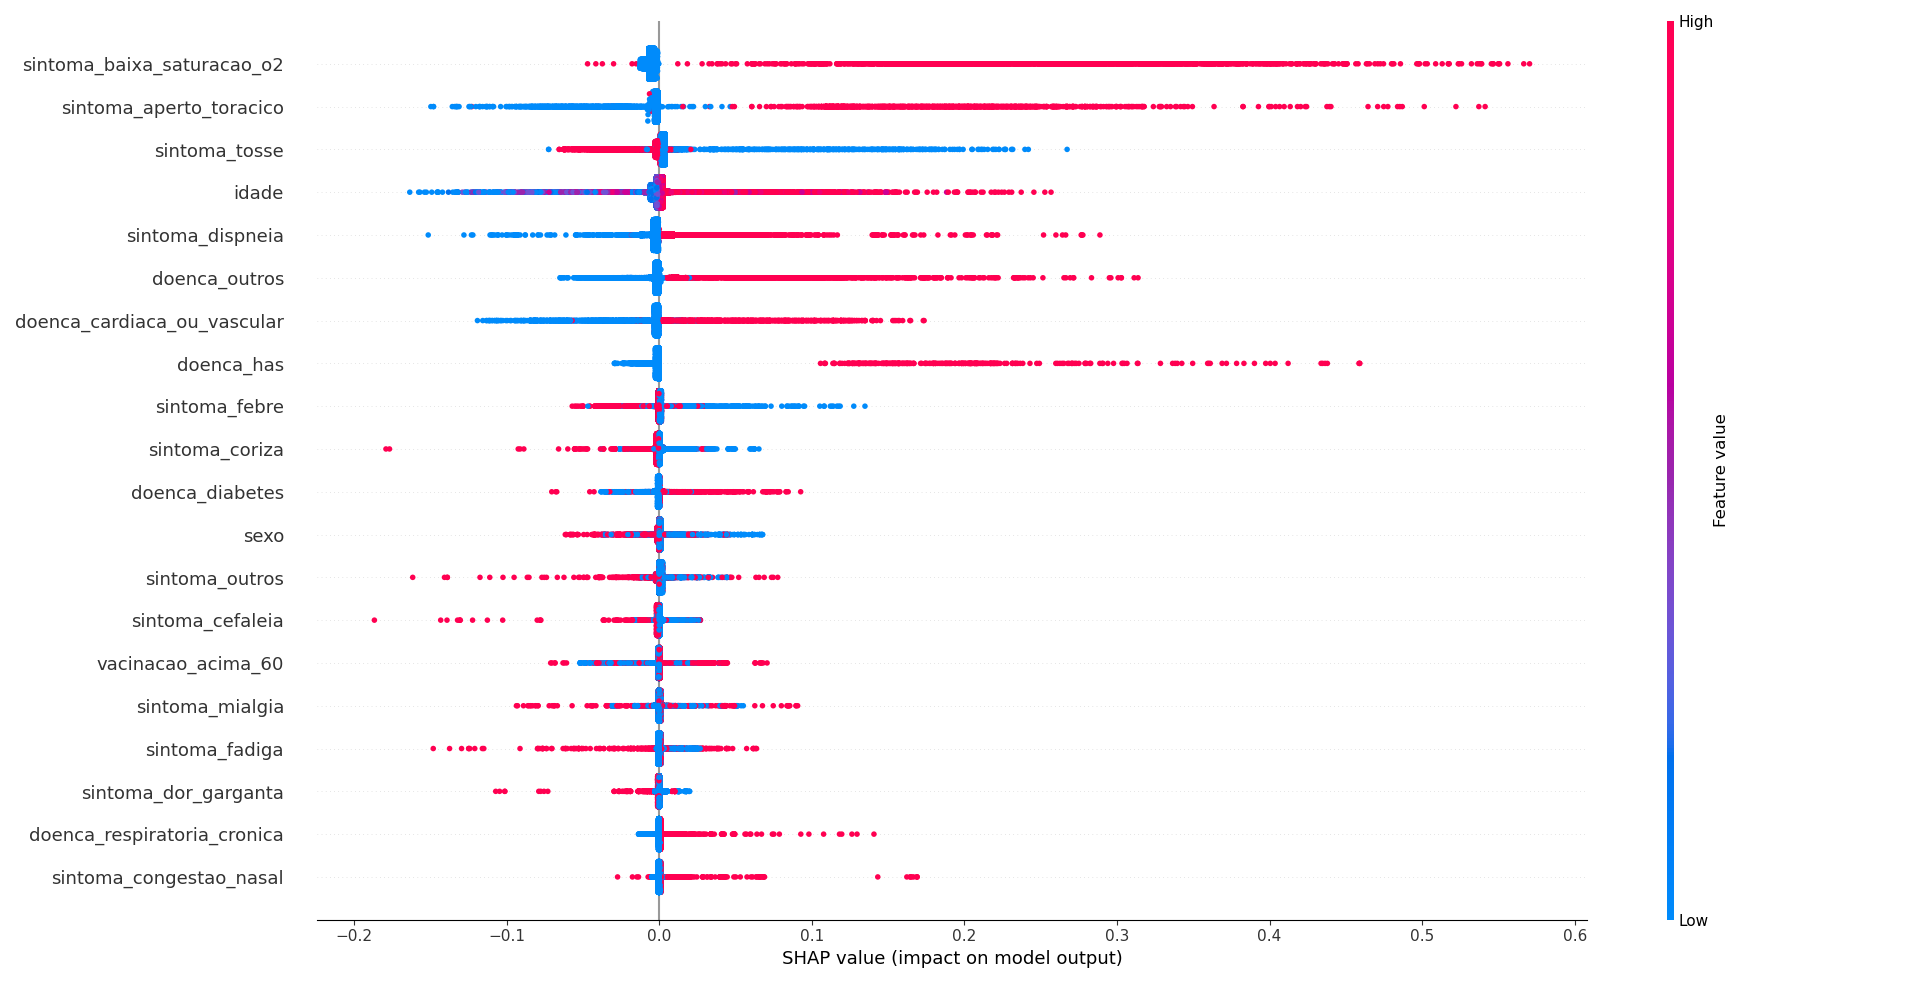 sintoma_baixa_saturacao_o2
sintoma_aperto_toracico
sintoma_tosse
idade
sintoma_dispneia
doenca_outros
doenca_cardiaca_ou_vascular
doenca_has
sintoma_febre
sintoma_coriza
doenca_diabetes
sexo
sintoma_outros
sintoma_cefaleia
vacinacao_acima_60
sintoma_mialgia
sintoma_fadiga
sintoma_dor_garganta
doenca_respiratoria_cronica
sintoma_congestao_nasal
−0.2 −0.1 0.0 0.1 0.2 0.3 0.4 0.5 0.6
SHAP value (impact on model output)
High
Feature value
Low